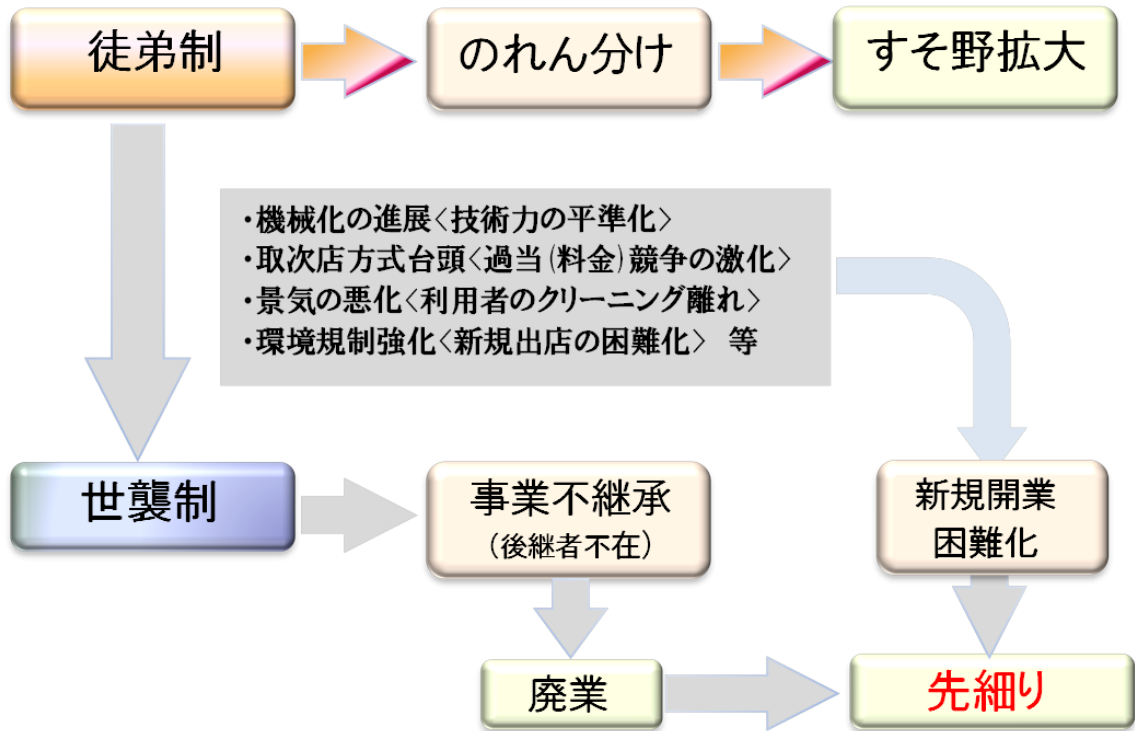 徒弟制
のれん分け
すそ野拡大
・機械化の進展〈技術力の平準化〉
・取次店方式台頭〈過当(料金)競争の激化〉
・景気の悪化〈利用者のクリーニング離れ〉
・環境規制強化〈新規出店の困難化〉 等
世襲制
事業不継承
(後継者不在)
新規開業
困難化
廃業
先細り